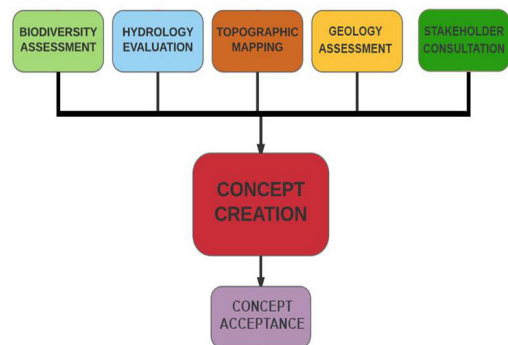 BIODIVERSITY
ASSESSMENT
HYDROLOGY
EVALUATION
TOPOGRAPHIC
MAPPING
GEOLOGY
ASSESSMENT
STAKEHOLDER
CONSULTATION
CONCEPT
CREATION
CONCEPT
ACCEPTANCE